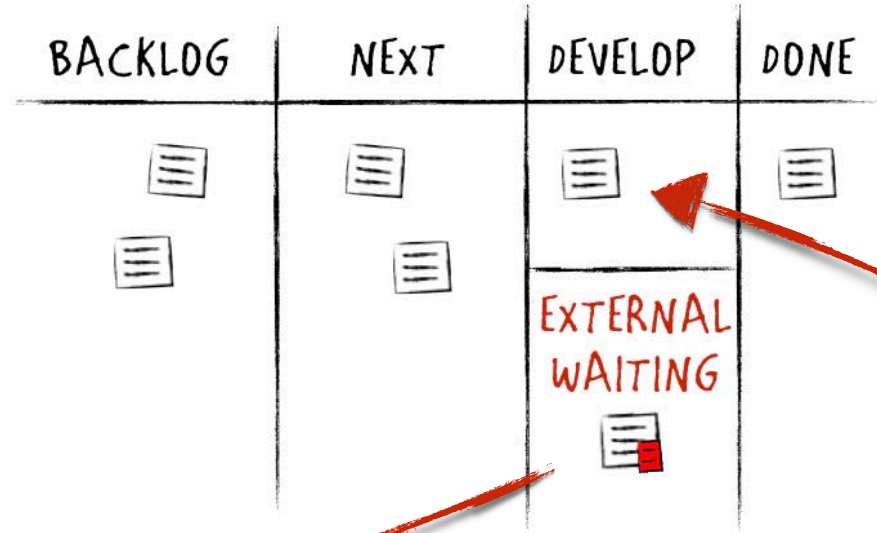 BACKLOG
NEXT
DEVELOP
DONE
EXTERNAL
WAITING